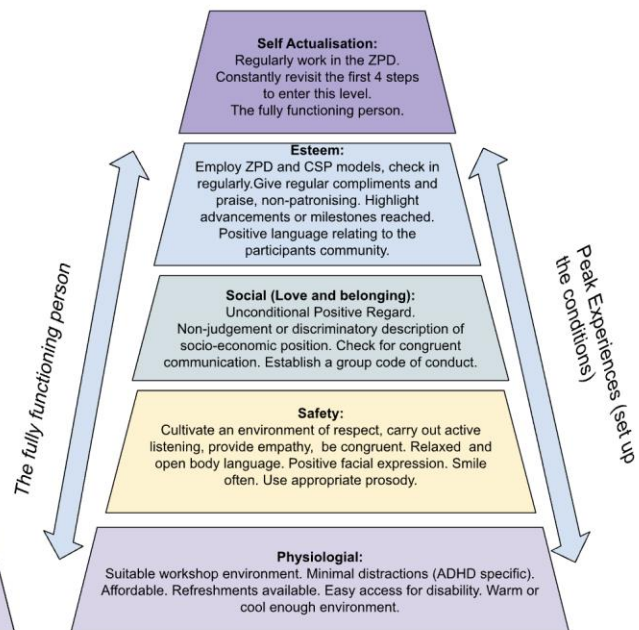 Self Actualisation:
Regularly work in the ZPD.
Constantly revisit the first 4 steps
to enter this level.
The fully functioning person.
Esteem:
Employ ZPD and CSP models, check in
regularly.Give regular compliments and
praise, non-patronising. Highlight
advancements or milestones reached.
Positive language relating to the
participants community.
Social (Love and belonging):
Unconditional Positive Regard.
Non-judgement or discriminatory description of
socio-economic position. Check for congruent
communication. Establish a group code of conduct.
Safety:
Cultivate an environment of respect, carry out active
listening, provide empathy, be congruent. Relaxed and
open body language. Positive facial expression. Smile
often. Use appropriate prosody.
Physiologial:
Suitable workshop environment. Minimal distractions (ADHD specific).
Affordable. Refreshments available. Easy access for disability. Warm or
cool enough environment.
The fully functioning person
Peak Experiences (set up
the conditions)